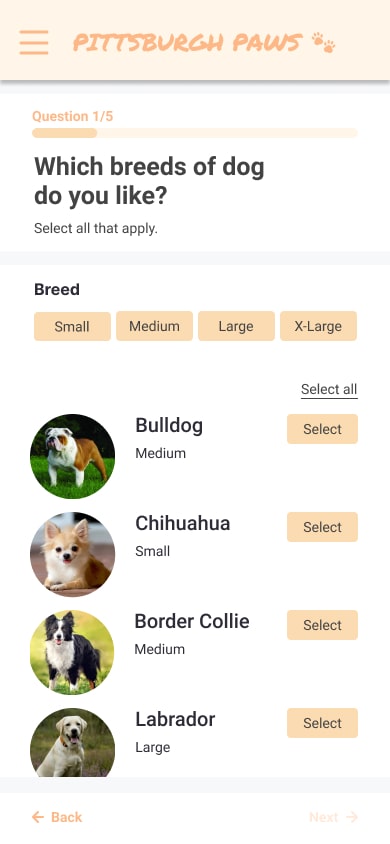 PITTSBURGH PAWS
Question 1/5
Which breeds of dog
do you like?
Select all that apply.
Breed
Small Medium Large X-Large
Select all
Bulldog Select
Medium
Chihuahua Select
Small
Border Collie Select
Medium
Labrador Select
Large
Back Next